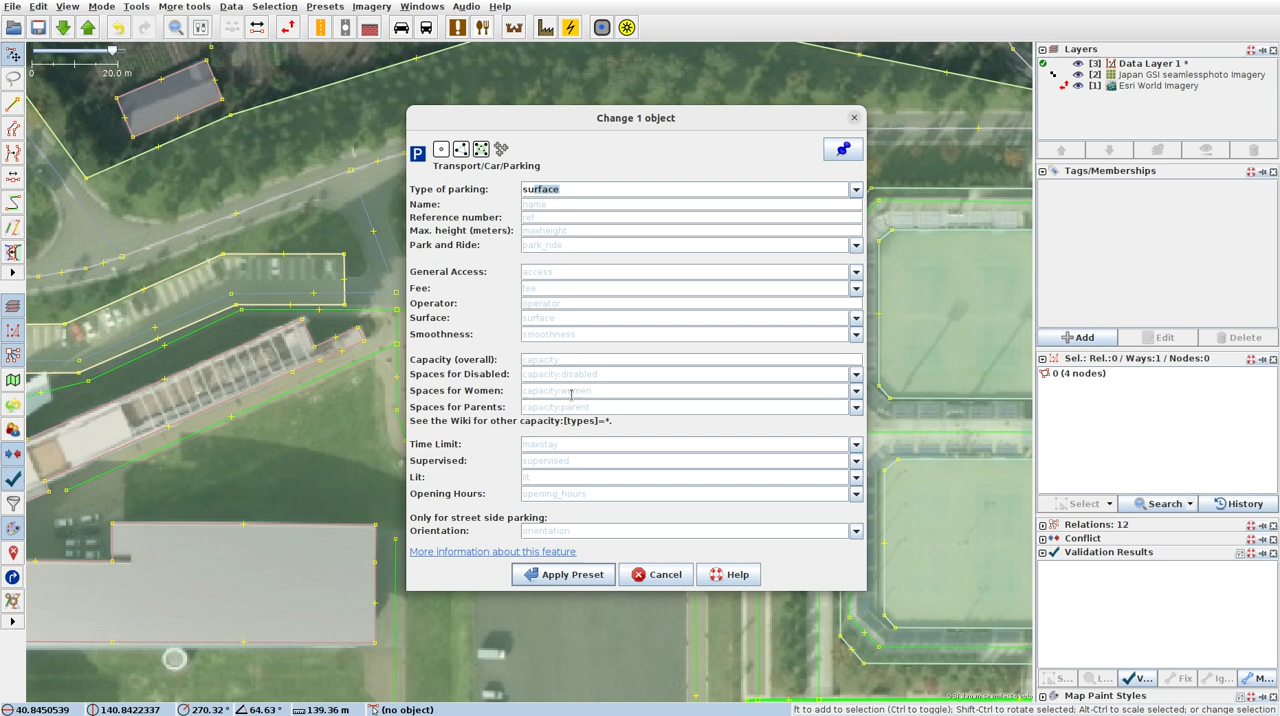 File Edit View Mode Tools More tools Data Selection Presets Imagery Windows Audio Help
0 20.0 m
Layers
[3] Data Layer 1 *
[2] Japan GSI seamlessphoto Imagery
[1] Esri World Imagery
Tags/Memberships
Add Edit Delete
Sel.: Rel.:0 / Ways:1 / Nodes:0
0 (4 nodes)
Select Search History
Relations: 12
Conflict
Validation Results
S... L... V... Fix Ig... M...
Map Paint Styles
Change 1 object
P
Transport/Car/Parking
Type of parking: surface
Name: name
Reference number: ref
Max. height (meters): maxheight
Park and Ride: park_ride
General Access: access
Fee: fee
Operator: operator
Surface: surface
Smoothness: smoothness
Capacity (overall): capacity
Spaces for Disabled: capacity:disabled
Spaces for Women: capacity:women
Spaces for Parents: capacity:parent
See the Wiki for other capacity:[types]=*.
Time Limit: maxstay
Supervised: supervised
Lit: lit
Opening Hours: opening_hours
Only for street side parking:
Orientation: orientation
More information about this feature
Apply Preset Cancel Help
40.8450539 140.8422337 270.32 ° 64.63 ° 139.36 m (no object) ft to add to selection (Ctrl to toggle); Shift-Ctrl to rotate selected; Alt-Ctrl to scale selected; or change selection